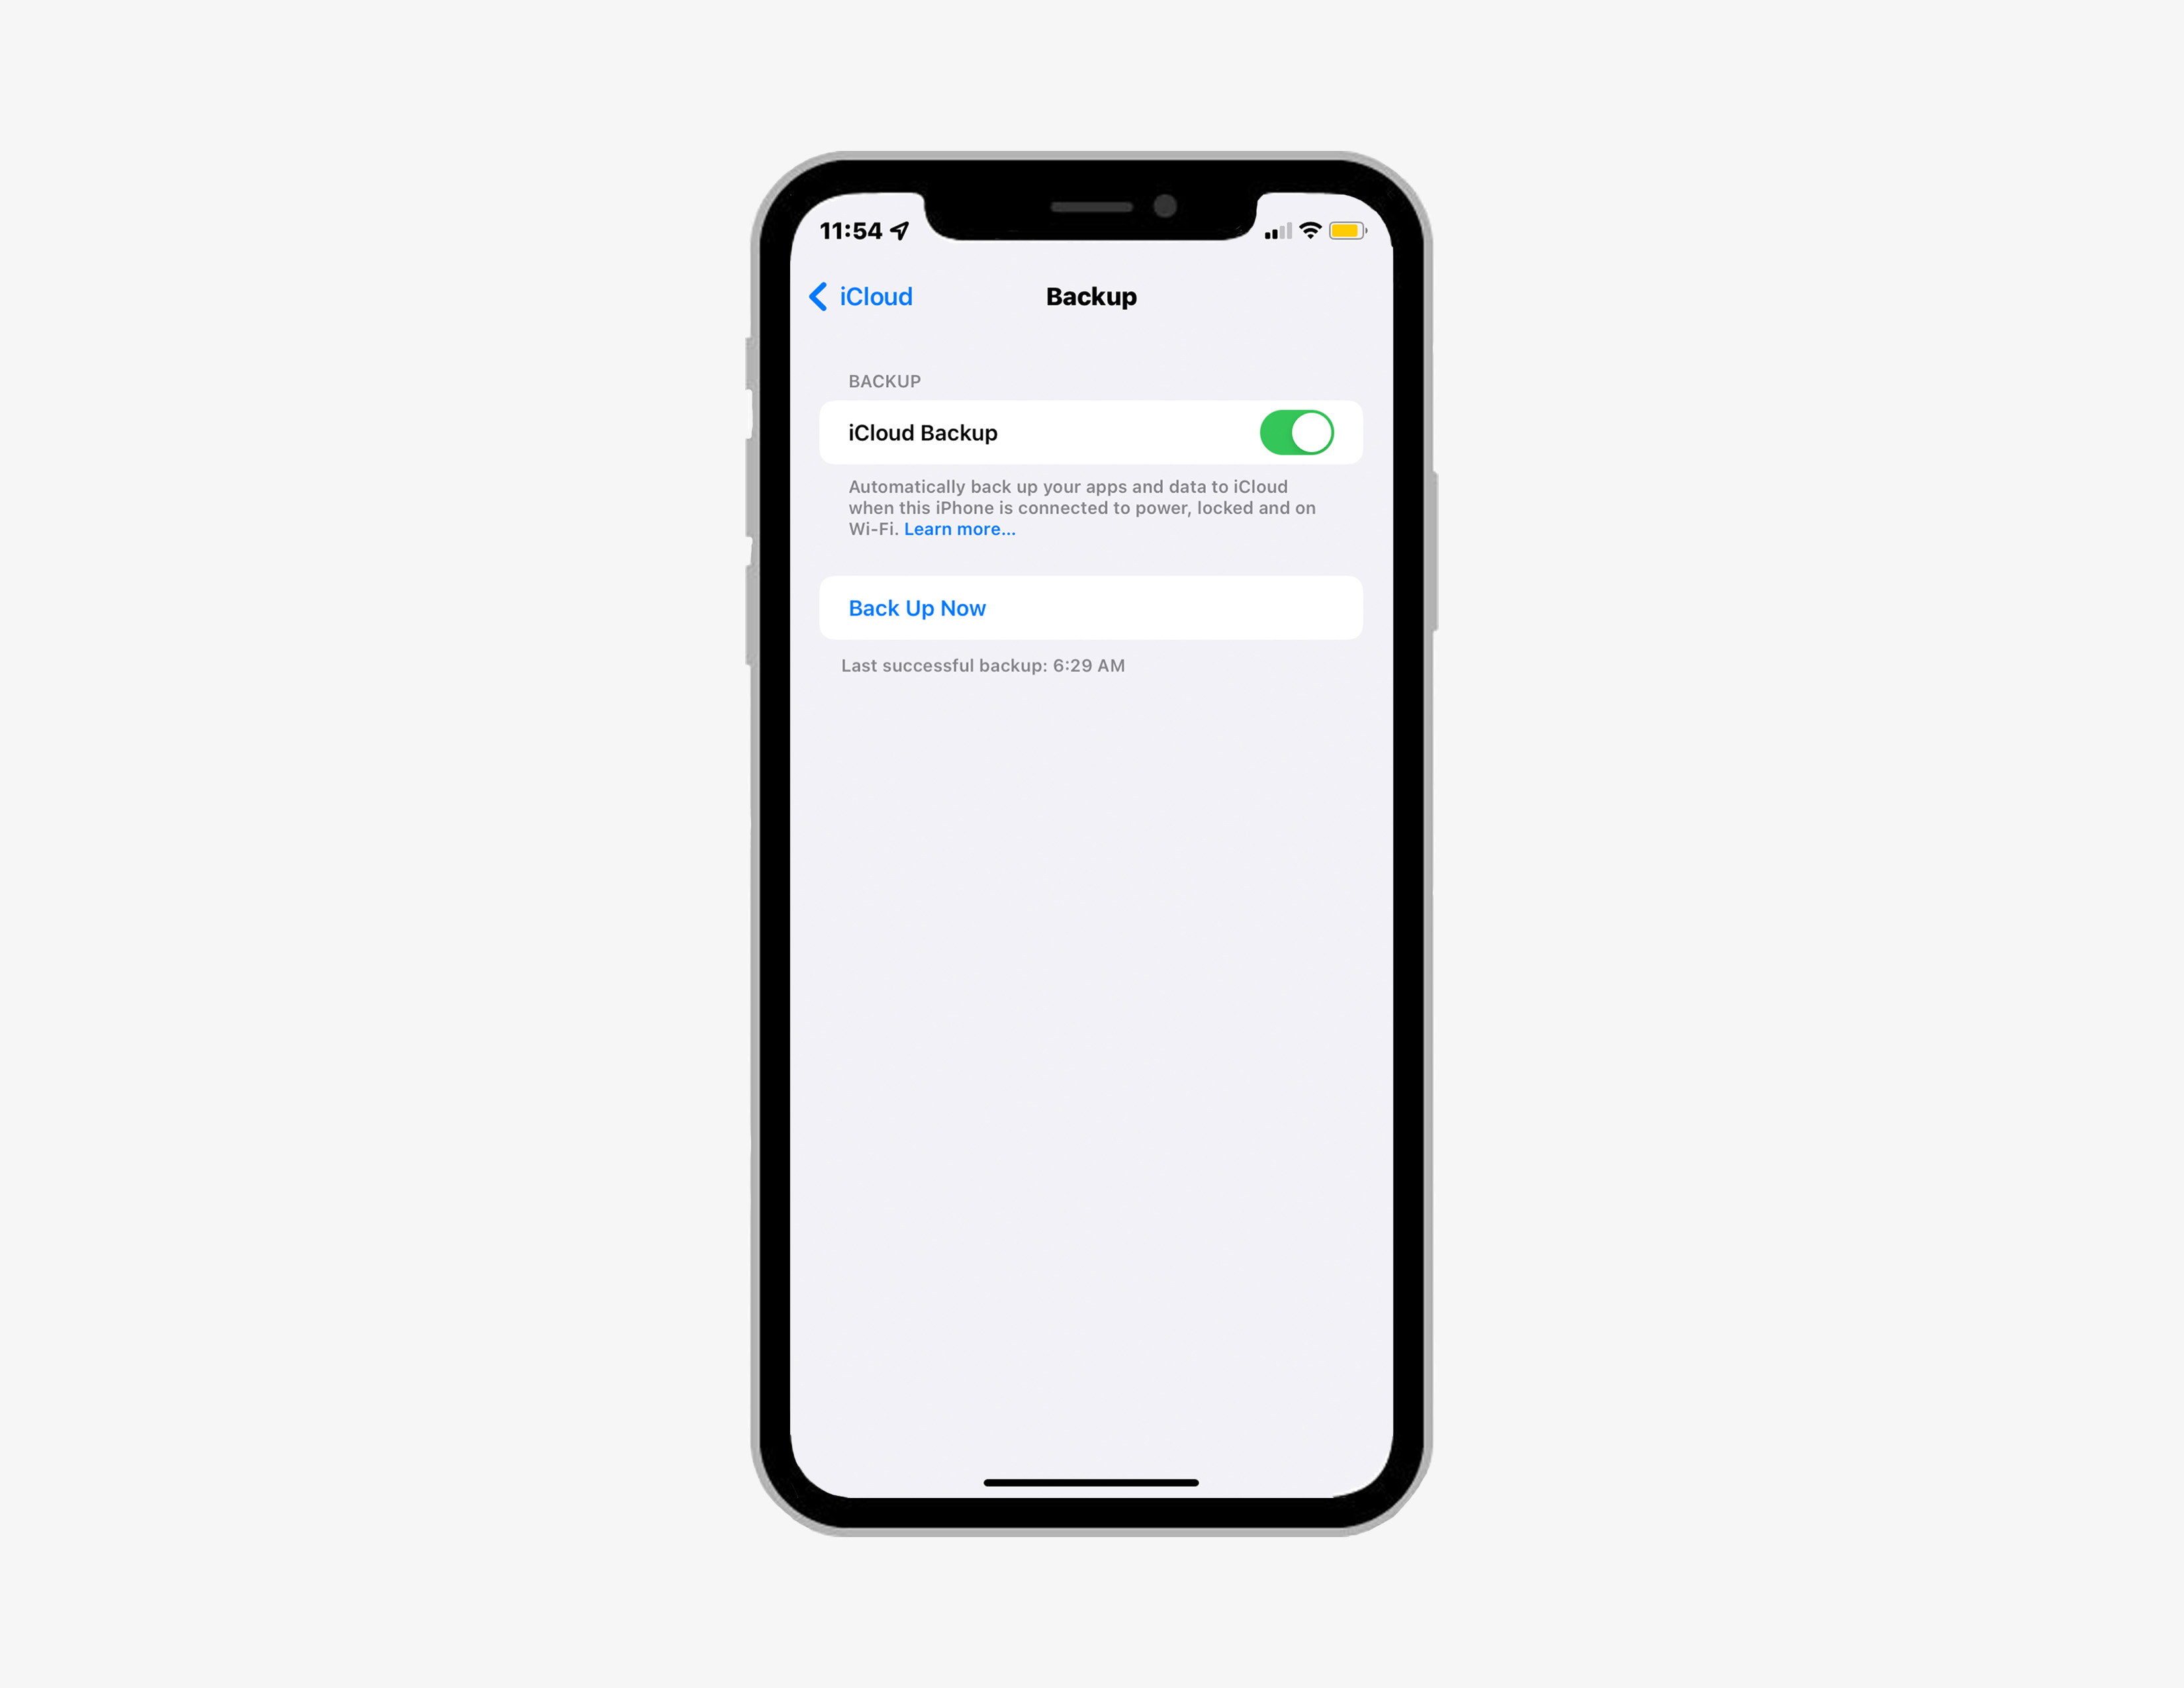 11:54
iCloud
Backup
BACKUP
iCloud Backup
Automatically back up your apps and data to iCloud
when this iPhone is connected to power, locked and on
Wi-Fi. Learn more...
Back Up Now
Last successful backup: 6:29 AM